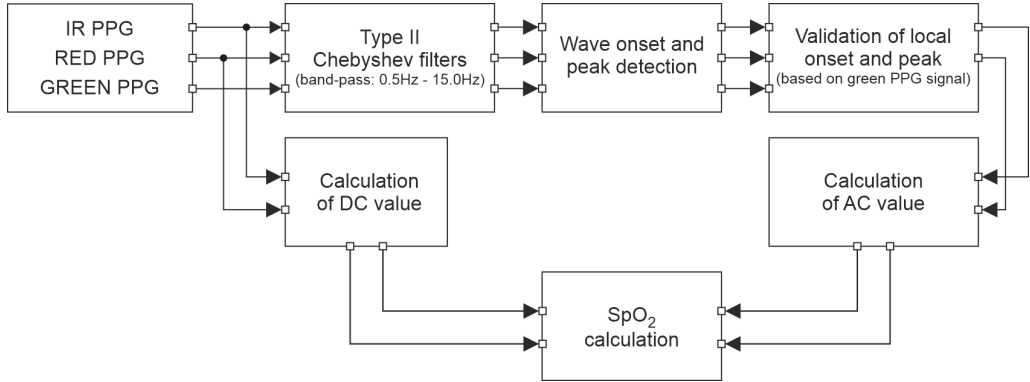 IR PPG
RED PPG
GREEN PPG
Type II
Chebyshev filters
(band-pass: 0.5Hz - 15.0Hz)
Wave onset and
peak detection
Validation of local
onset and peak
(based on green PPG signal)
Calculation
of DC value
Calculation
of AC value
SpO₂
calculation